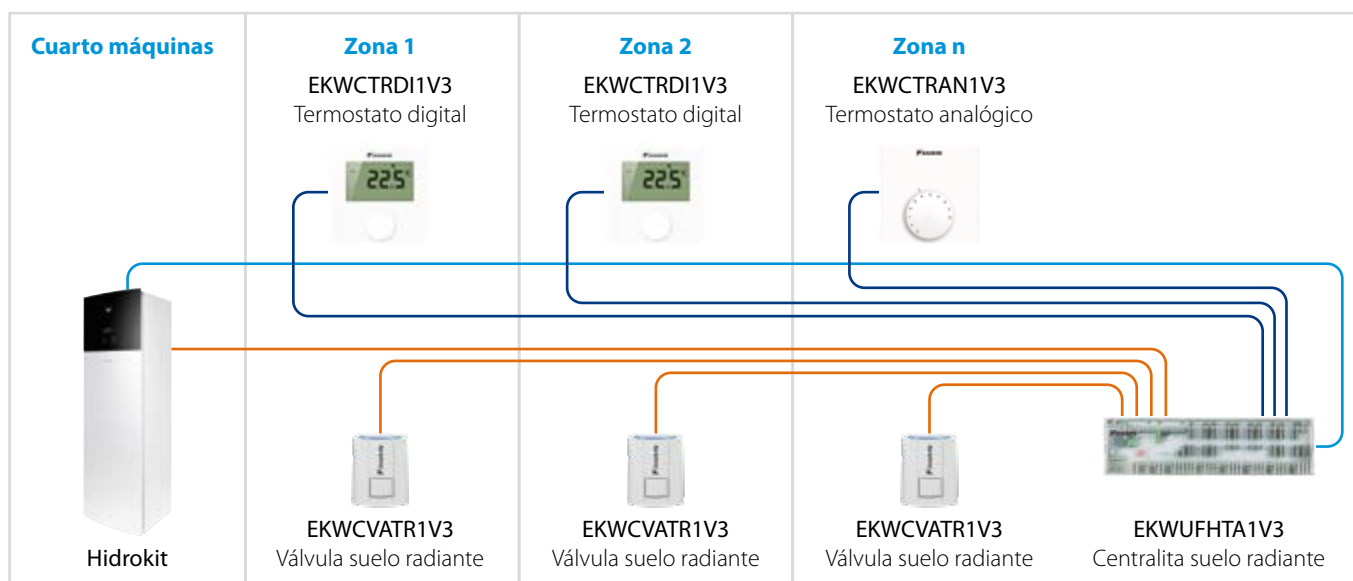 Cuarto máquinas
Zona 1
EKWCTRDI1V3
Termostato digital
22.5°
Zona 2
EKWCTRDI1V3
Termostato digital
22.5°
Zona n
EKWCTRAN1V3
Termostato analógico
Hidrokit
EKWCVATR1V3
Válvula suelo radiante
EKWCVATR1V3
Válvula suelo radiante
EKWCVATR1V3
Válvula suelo radiante
EKWUFHTA1V3
Centralita suelo radiante